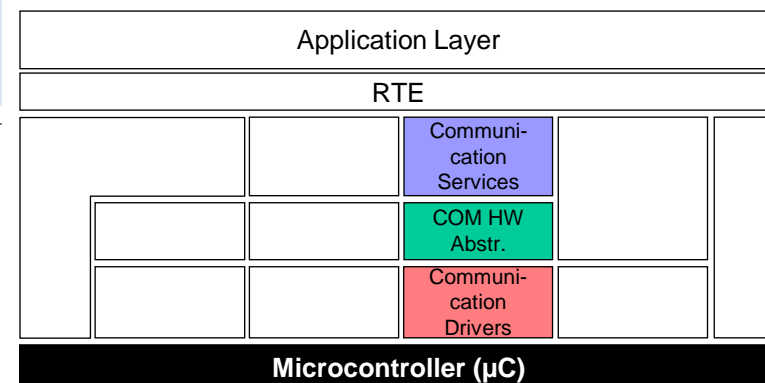 Application Layer
RTE
Communi-
cation
Services
COM HW
Abstr.
Communi-
cation
Drivers
Microcontroller (µC)